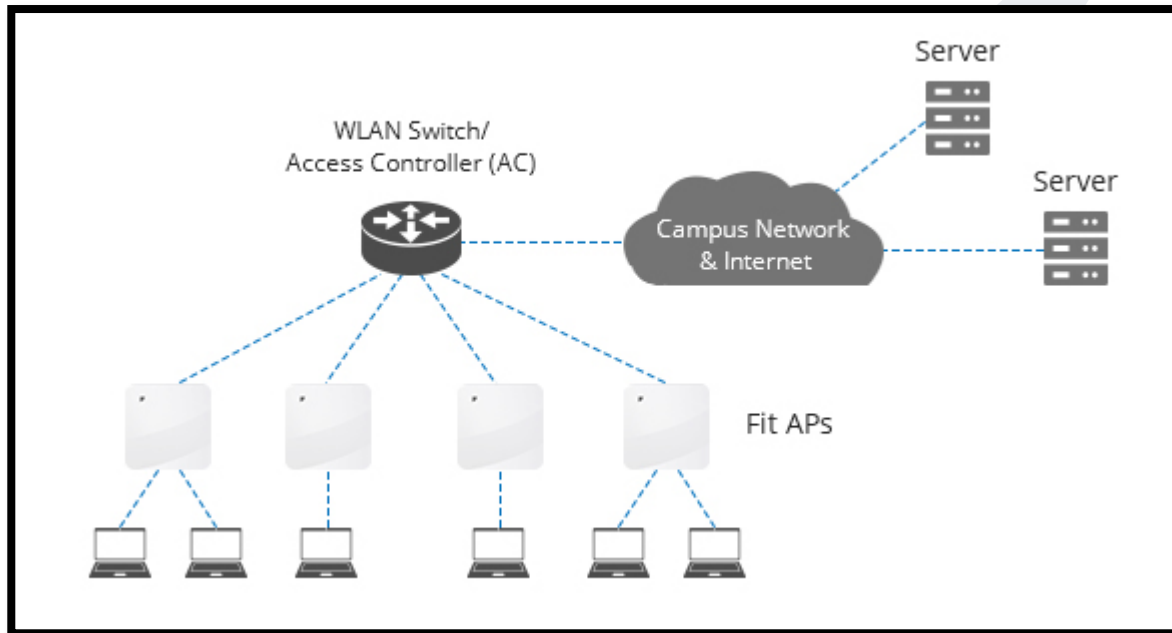 Server
WLAN Switch/
Access Controller (AC)
Server
Campus Network
& Internet
Fit APs